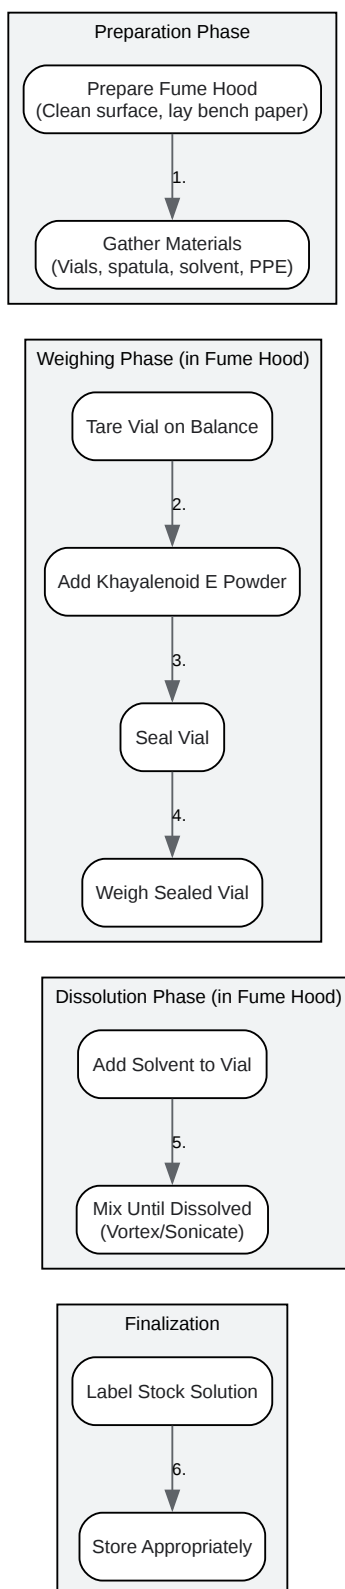 Preparation Phase
Prepare Fume Hood
(Clean surface, lay bench paper)
1.
Gather Materials
(Vials, spatula, solvent, PPE)
Weighing Phase (in Fume Hood)
Tare Vial on Balance
2.
Add Khayalenoid E Powder
3.
Seal Vial
4.
Weigh Sealed Vial
Dissolution Phase (in Fume Hood)
Add Solvent to Vial
5.
Mix Until Dissolved
(Vortex/Sonicate)
Finalization
Label Stock Solution
6.
Store Appropriately